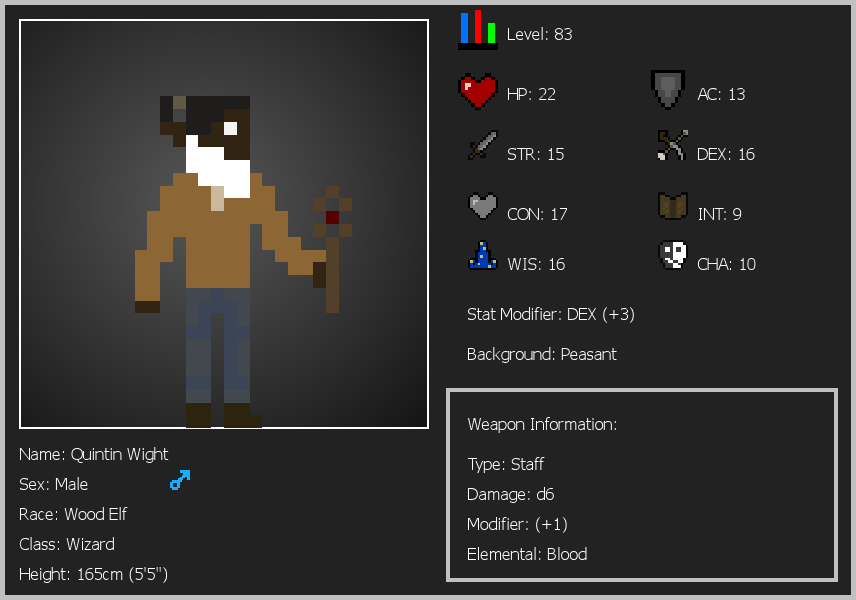 Level: 83
HP: 22
AC: 13
STR: 15
DEX: 16
CON: 17
INT: 9
WIS: 16
CHA: 10
Stat Modifier: DEX (+3)
Background: Peasant
Weapon Information:
Type: Staff
Damage: d6
Modifier: (+1)
Elemental: Blood
Name: Quintin Wight
Sex: Male
Race: Wood Elf
Class: Wizard
Height: 165cm (5'5")